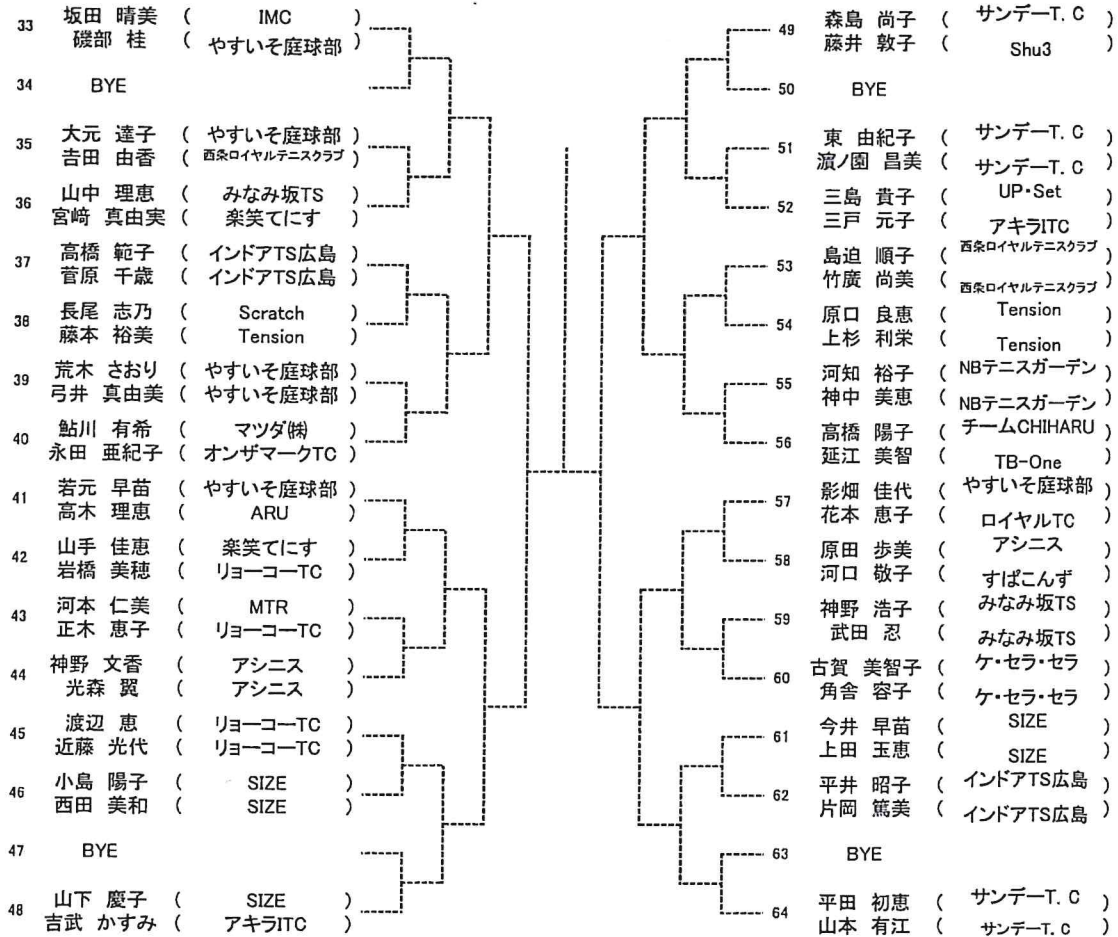 33 坂田 晴美 ( IMC )
磯部 桂 ( やすいそ庭球部 )
34 BYE
35 大元 達子 ( やすいそ庭球部 )
吉田 由香 ( 西条ロイヤルテニスクラブ )
36 山中 理恵 ( みなみ坂TS )
宮﨑 真由実 ( 楽笑てにす )
37 高橋 範子 ( インドアTS広島 )
菅原 千歳 ( インドアTS広島 )
38 長尾 志乃 ( Scratch )
藤本 裕美 ( Tension )
39 荒木 さおり ( やすいそ庭球部 )
弓井 真由美 ( やすいそ庭球部 )
40 鮎川 有希 ( マツダ㈱ )
永田 亜紀子 ( オンザマークTC )
41 若元 早苗 ( やすいそ庭球部 )
高木 理恵 ( ARU )
42 山手 佳恵 ( 楽笑てにす )
岩橋 美穂 ( リョーコーTC )
43 河本 仁美 ( MTR )
正木 恵子 ( リョーコーTC )
44 神野 文香 ( アシニス )
光森 翼 ( アシニス )
45 渡辺 恵 ( リョーコーTC )
近藤 光代 ( リョーコーTC )
46 小島 陽子 ( SIZE )
西田 美和 ( SIZE )
47 BYE
48 山下 慶子 ( SIZE )
吉武 かすみ ( アキラITC )
49 森島 尚子 ( サンデーT. C )
藤井 敦子 ( Shu3 )
50 BYE
51 東 由紀子 ( サンデーT. C )
濵ノ園 昌美 ( サンデーT. C )
52 三島 貴子 ( UP・Set )
三戸 元子 ( アキラITC )
53 島迫 順子 ( 西条ロイヤルテニスクラブ )
竹廣 尚美 ( 西条ロイヤルテニスクラブ )
54 原口 良恵 ( Tension )
上杉 利栄 ( Tension )
55 河知 裕子 ( NBテニスガーデン )
神中 美恵 ( NBテニスガーデン )
56 高橋 陽子 ( チームCHIHARU )
延江 美智 ( TB-One )
57 影畑 佳代 ( やすいそ庭球部 )
花本 恵子 ( ロイヤルTC )
58 原田 歩美 ( アシニス )
河口 敬子 ( すぱこんず )
59 神野 浩子 ( みなみ坂TS )
武田 忍 ( みなみ坂TS )
60 古賀 美智子 ( ケ・セラ・セラ )
角舎 容子 ( ケ・セラ・セラ )
61 今井 早苗 ( SIZE )
上田 玉恵 ( SIZE )
62 平井 昭子 ( インドアTS広島 )
片岡 篤美 ( インドアTS広島 )
63 BYE
64 平田 初恵 ( サンデーT. C )
山本 有江 ( サンデーT. C )